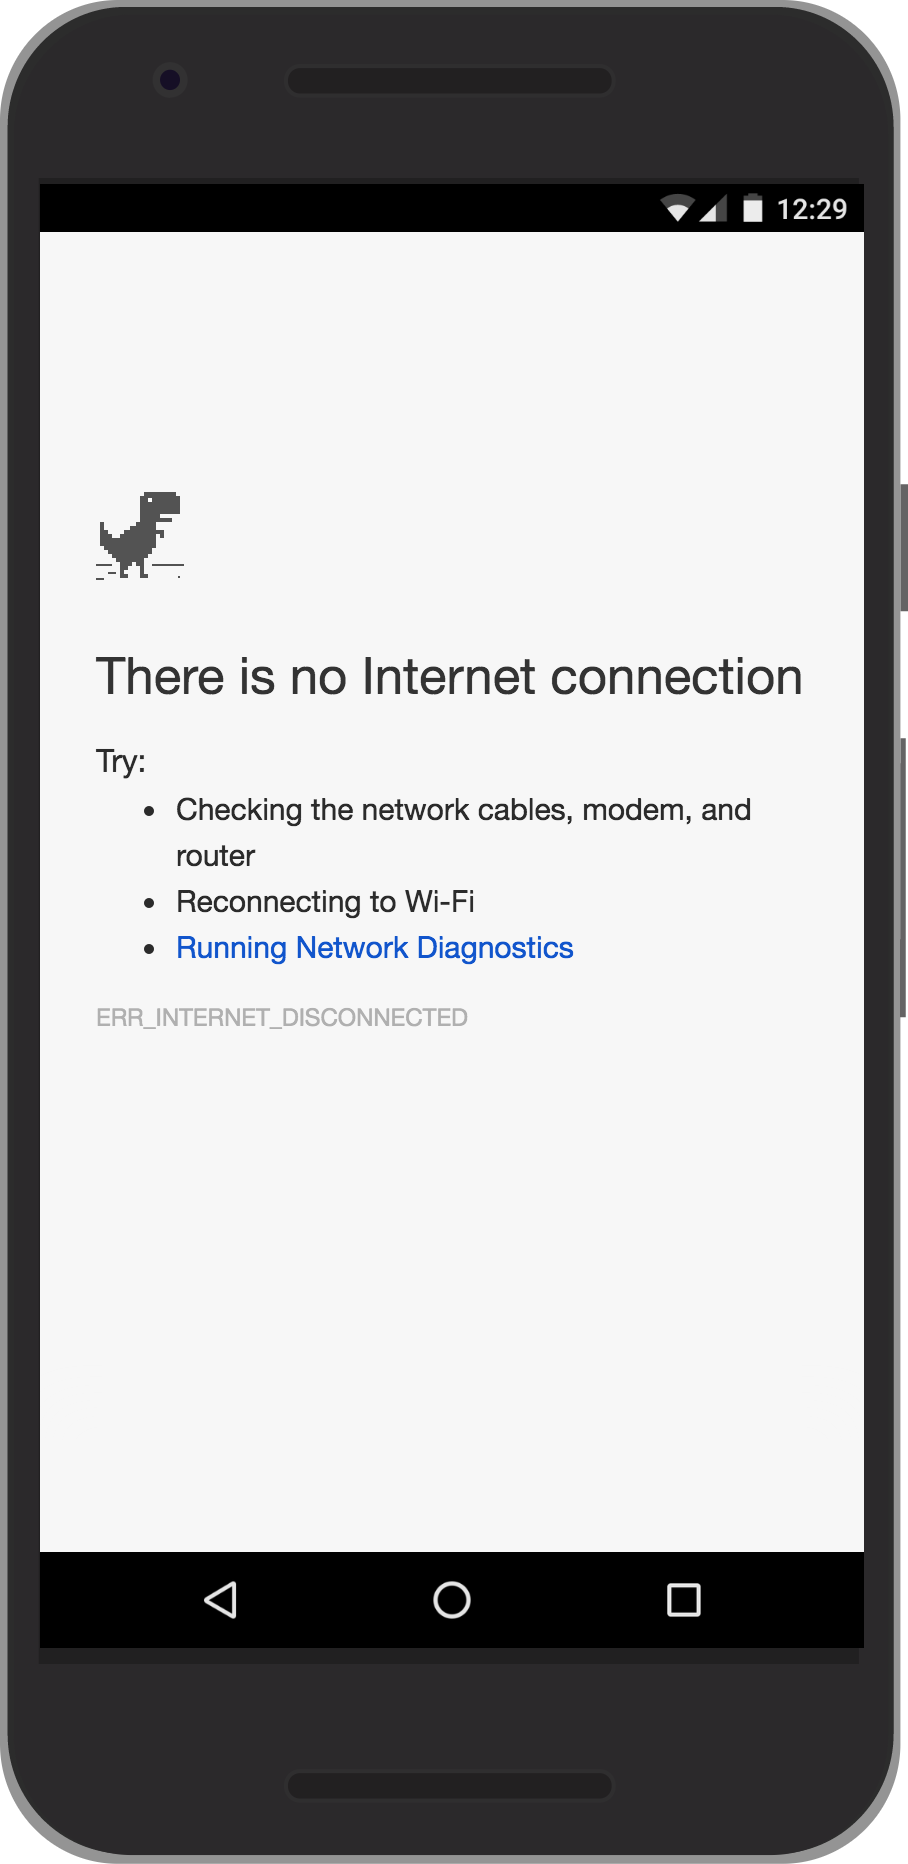 12:29
There is no Internet connection
Try:
• Checking the network cables, modem, and
router
• Reconnecting to Wi-Fi
• Running Network Diagnostics
ERR_INTERNET_DISCONNECTED